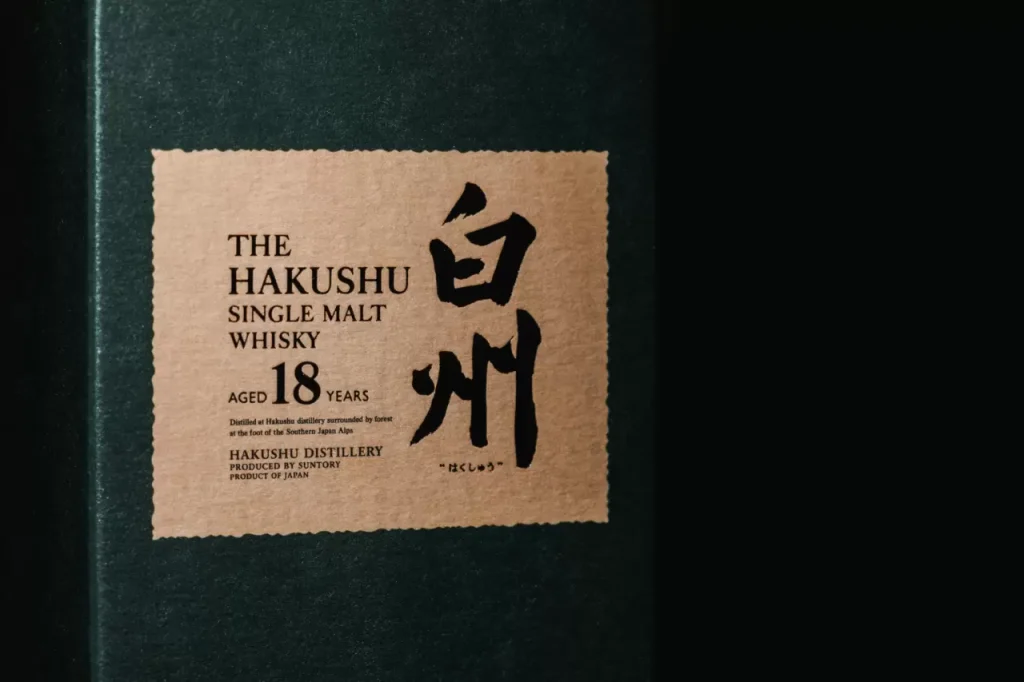 THE
HAKUSHU
SINGLE MALT
WHISKY
AGED 18 YEARS
Distilled at Hakushu distillery surrounded by forest
at the foot of the Southern Japan Alps
HAKUSHU DISTILLERY
PRODUCED BY SUNTORY
PRODUCT OF JAPAN
白州
"はくしゅう"